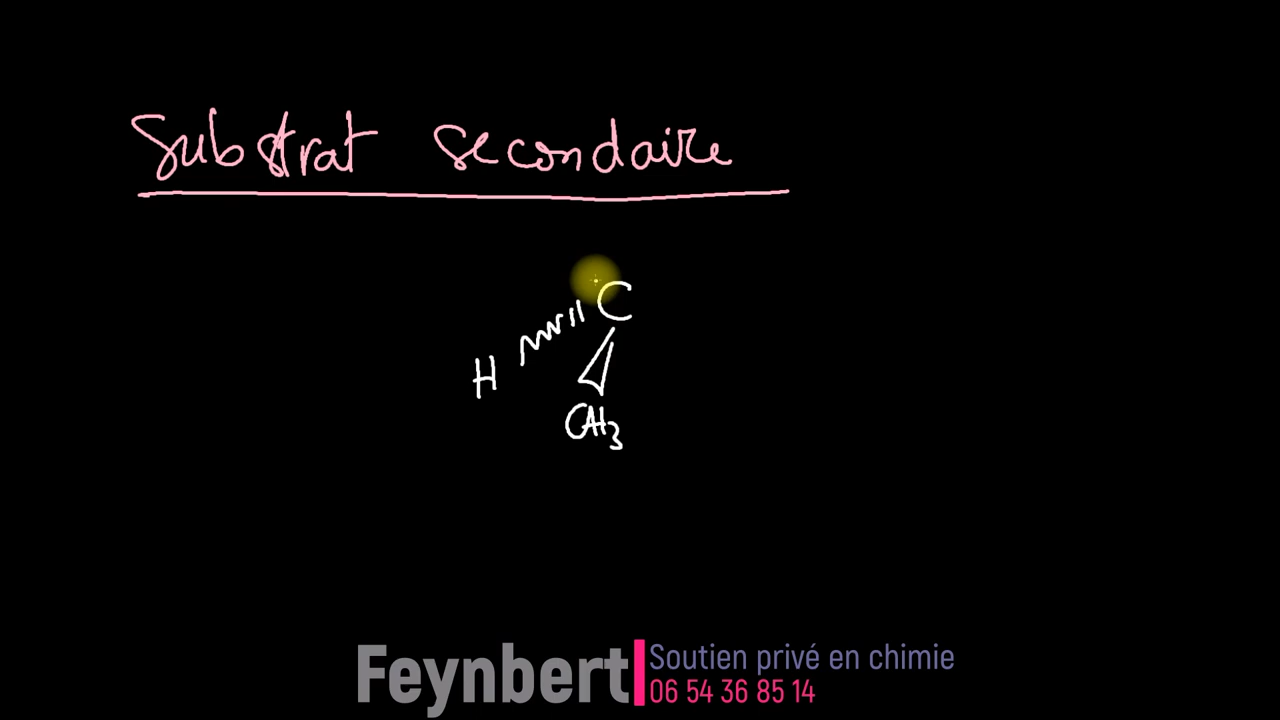 Substrat secondaire
C
H
CH3
Feynbert
Soutien privé en chimie
06 54 36 85 14